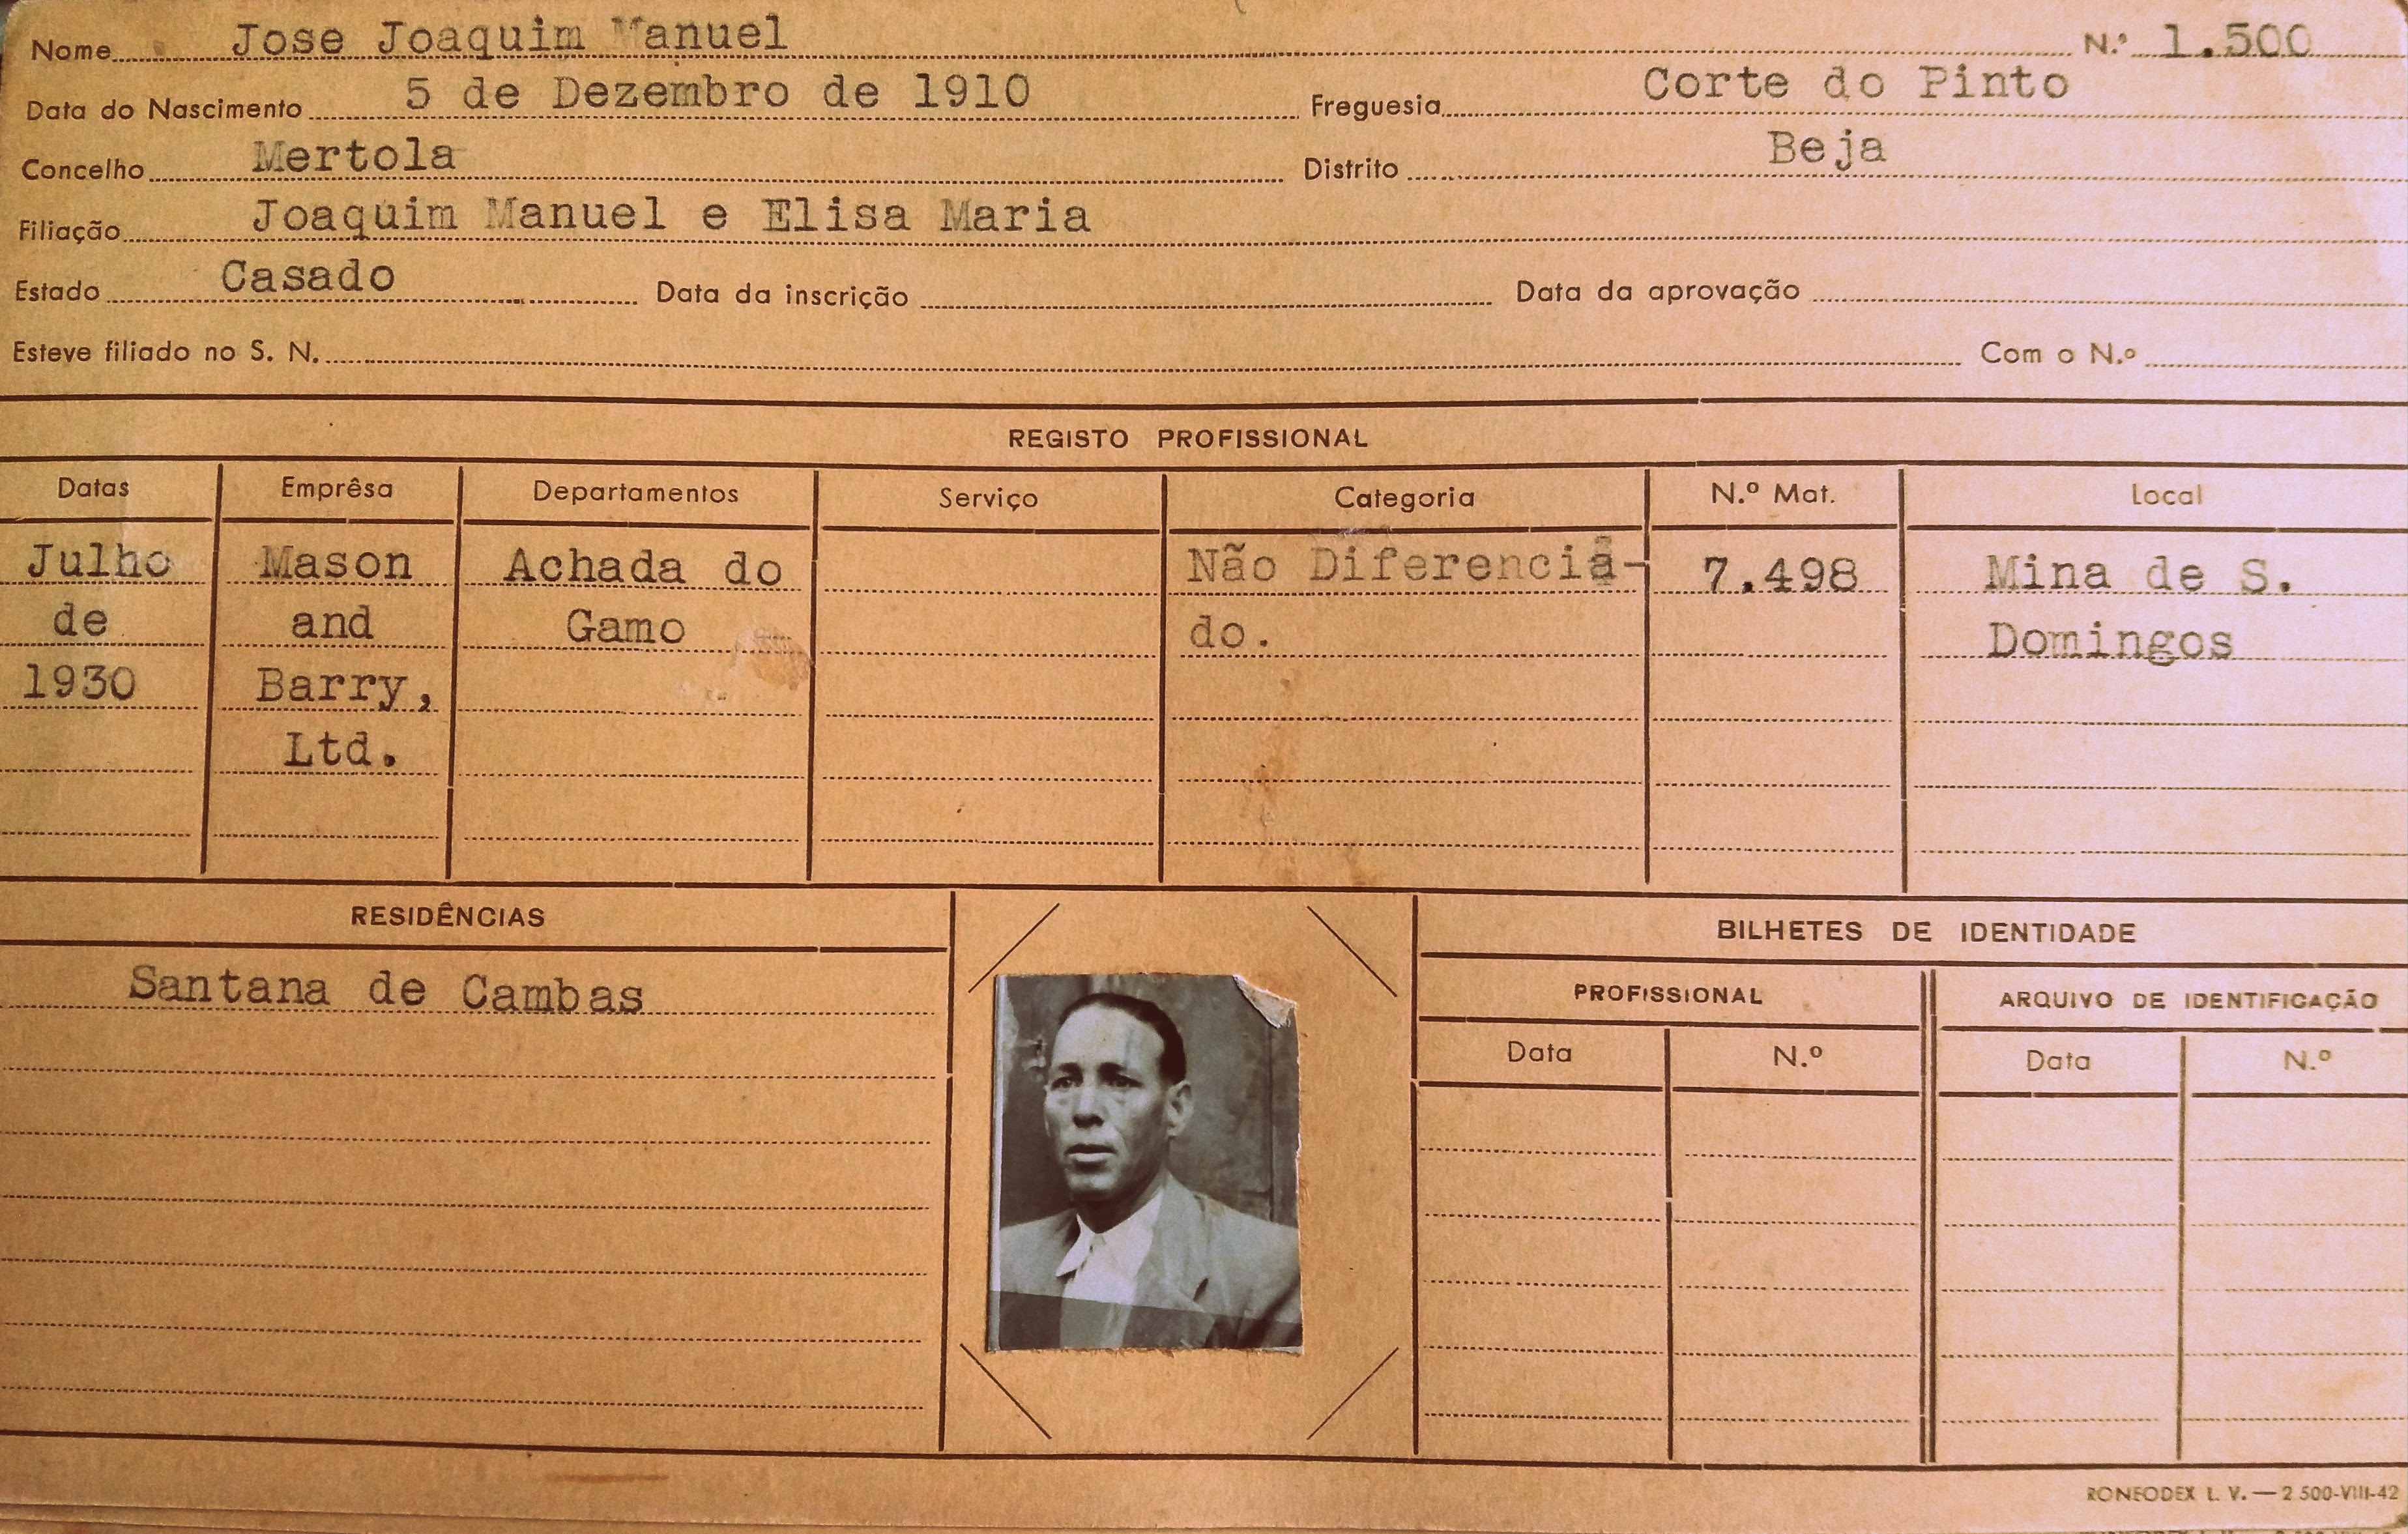 Nome Jose Joaquim Manuel N.º 1.500
Data do Nascimento 5 de Dezembro de 1910 Freguesia Corte do Pinto
Concelho Mertola Distrito Beja
Filiação Joaquim Manuel e Elisa Maria
Estado Casado Data da inscrição Data da aprovação
Esteve filiado no S. N. Com o N.º
REGISTO PROFISSIONAL
Datas Emprêsa Departamentos Serviço Categoria N.º Mat. Local
Julho Mason Achada do Não Diferenciâ- 7.498 Mina de S.
de and Gamo do. Domingos
1930 Barry,
Ltd.
RESIDÊNCIAS
Santana de Cambas
BILHETES DE IDENTIDADE
PROFISSIONAL ARQUIVO DE IDENTIFICAÇÃO
Data N.º Data N.º
RONEODEX L. V. — 2 500-VIII-42